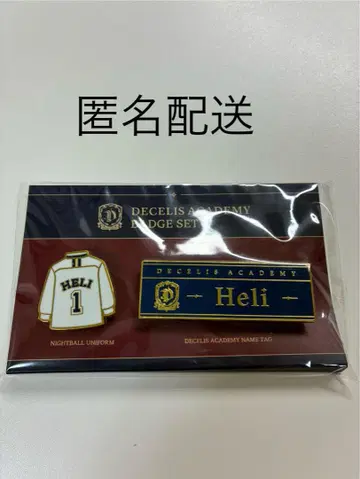 匿名配送
DECELIS ACADEMY
BADGE SET
HELI
1
DECELIS ACADEMY
D
Heli
NIGHTBALL UNIFORM
DECELIS ACADEMY NAME TAG